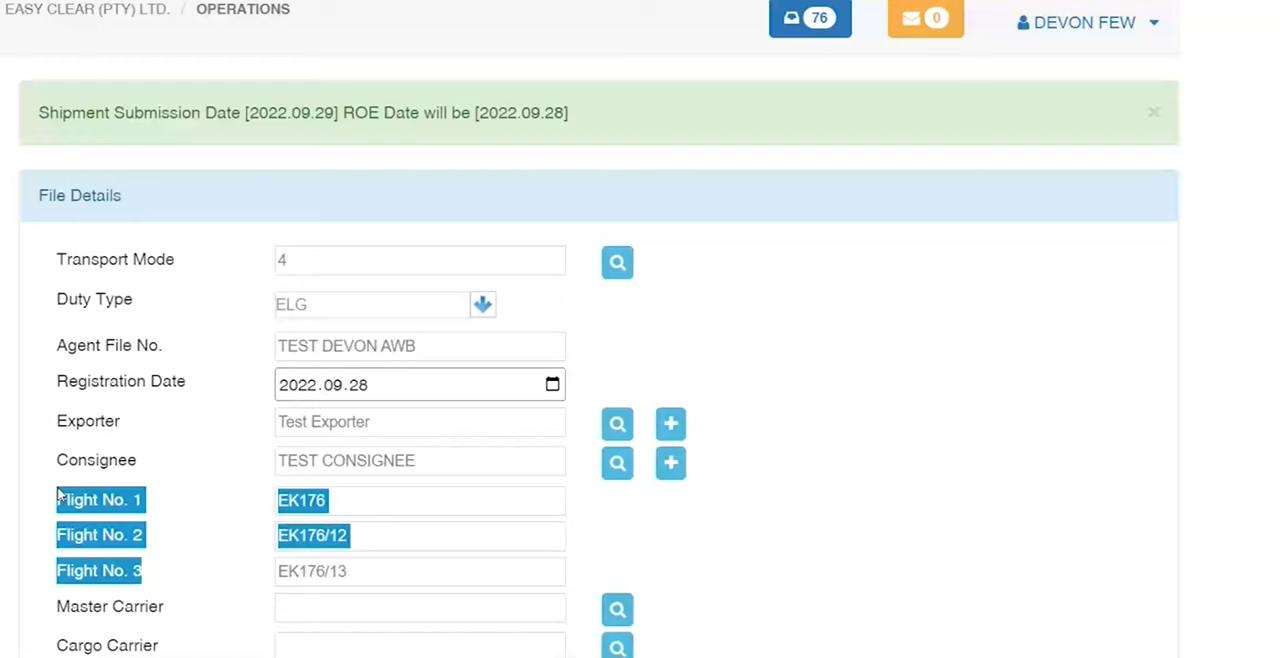 EASY CLEAR (PTY) LTD. / OPERATIONS
76
0
DEVON FEW
Shipment Submission Date [2022.09.29] ROE Date will be [2022.09.28]
×
File Details
Transport Mode 4
Duty Type ELG
Agent File No. TEST DEVON AWB
Registration Date 2022.09.28
Exporter Test Exporter
Consignee TEST CONSIGNEE
Flight No. 1 EK176
Flight No. 2 EK176/12
Flight No. 3 EK176/13
Master Carrier
Cargo Carrier